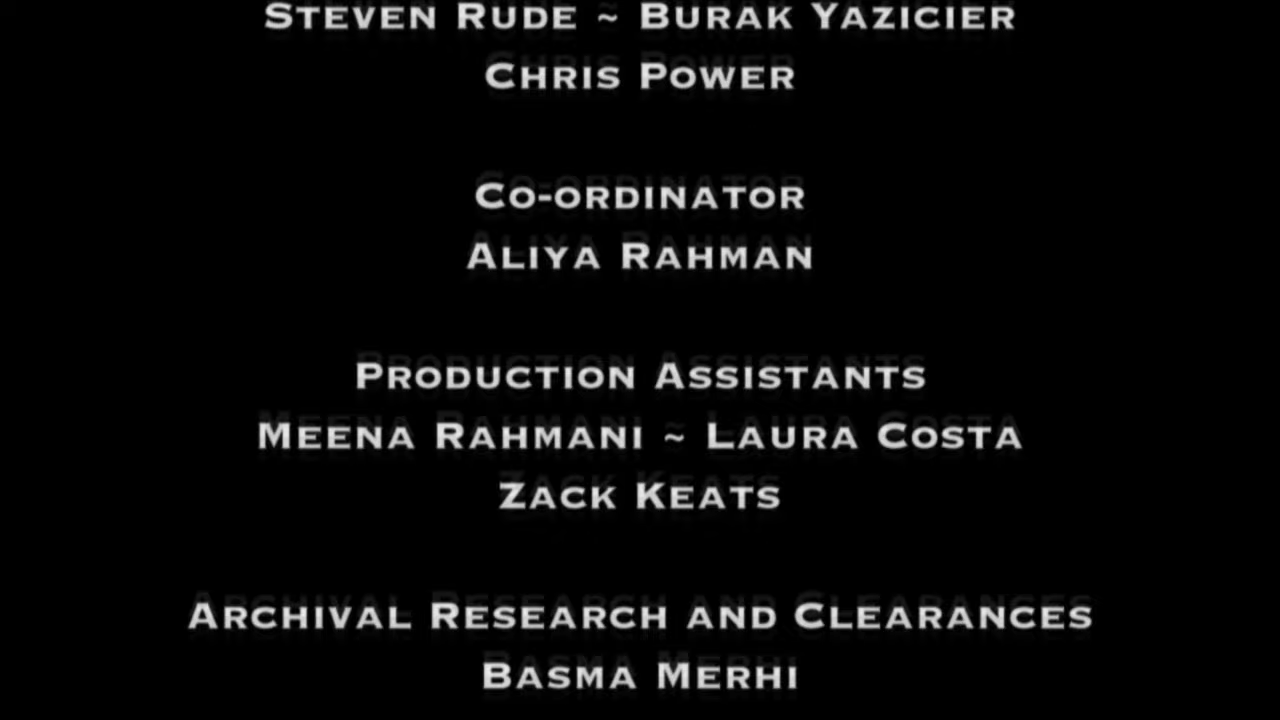 Steven Rude ~ Burak Yazicier
Chris Power
Co-ordinator
Aliya Rahman
Production Assistants
Meena Rahmani ~ Laura Costa
Zack Keats
Archival Research and Clearances
Basma Merhi